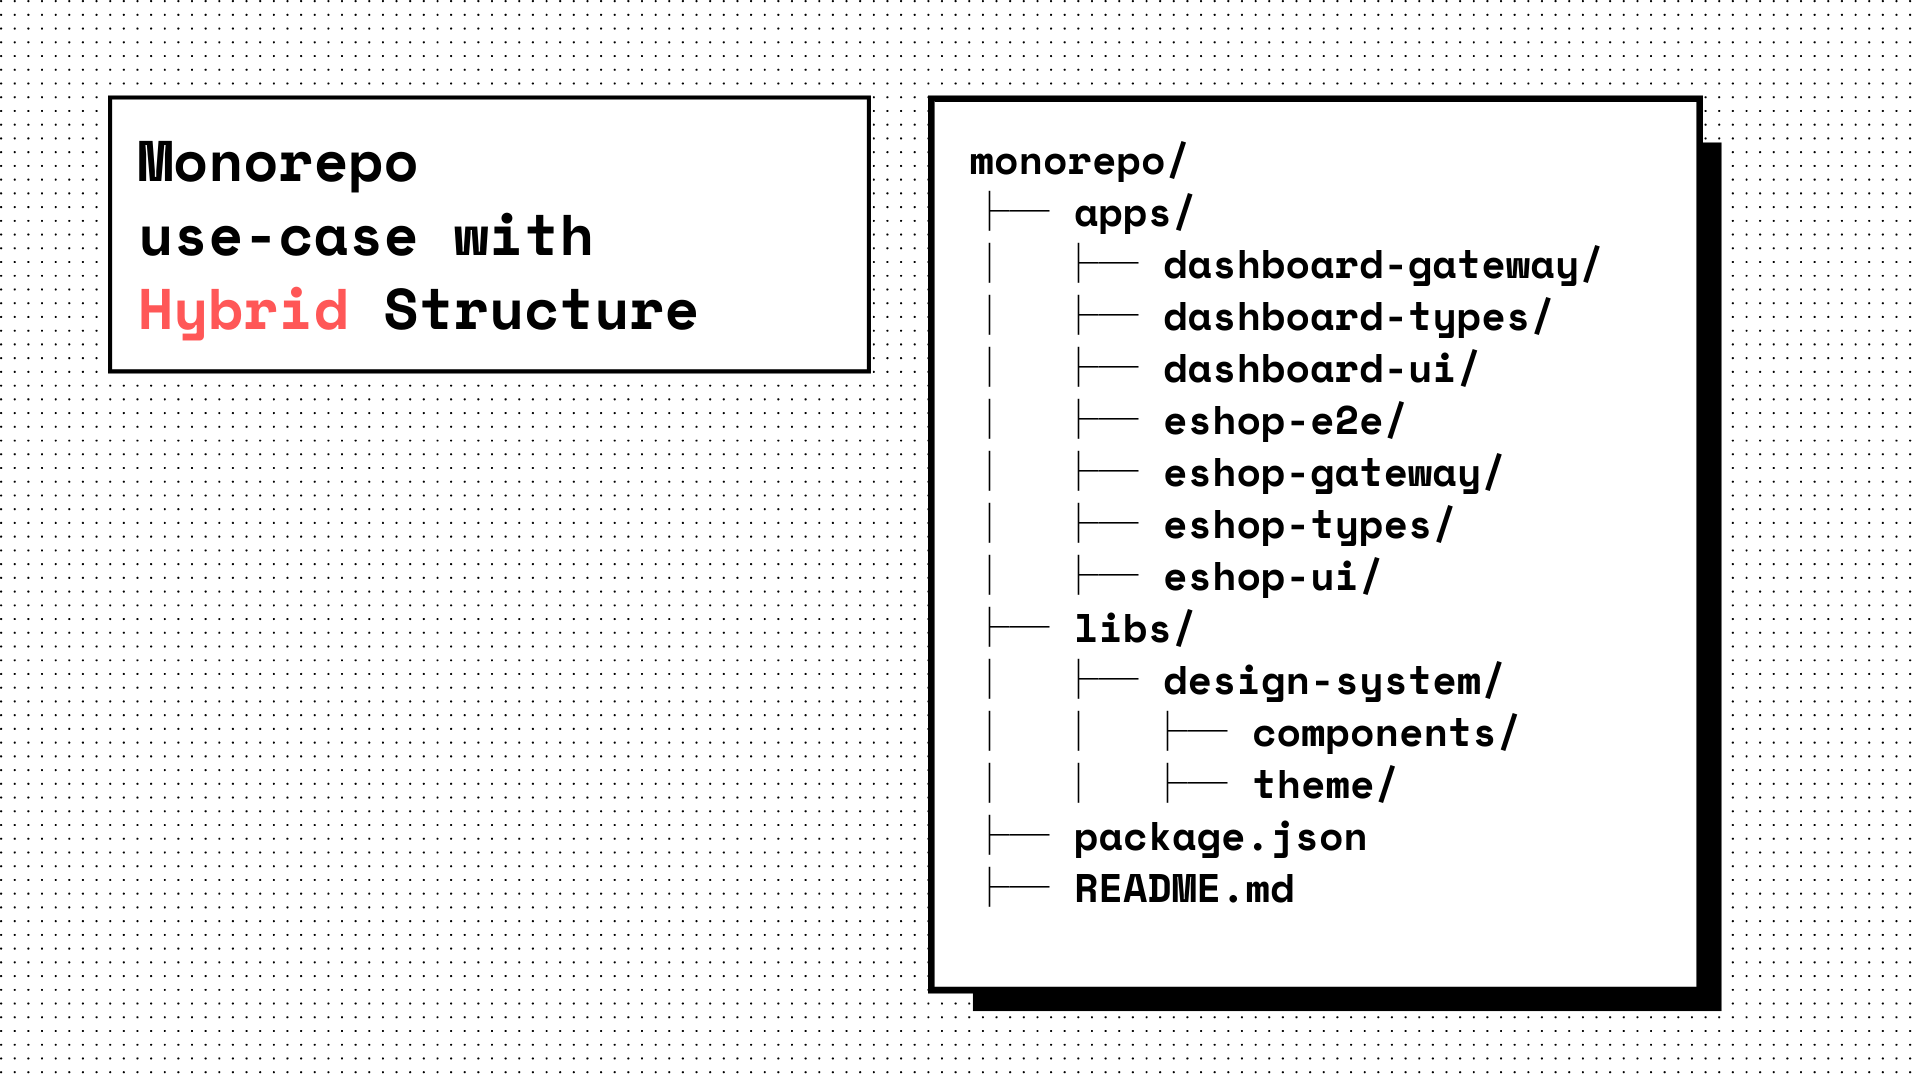 Monorepo
use-case with
Hybrid Structure
monorepo/
├── apps/
│   ├── dashboard-gateway/
│   ├── dashboard-types/
│   ├── dashboard-ui/
│   ├── eshop-e2e/
│   ├── eshop-gateway/
│   ├── eshop-types/
│   ├── eshop-ui/
├── libs/
│   ├── design-system/
│   │   ├── components/
│   │   ├── theme/
├── package.json
├── README.md